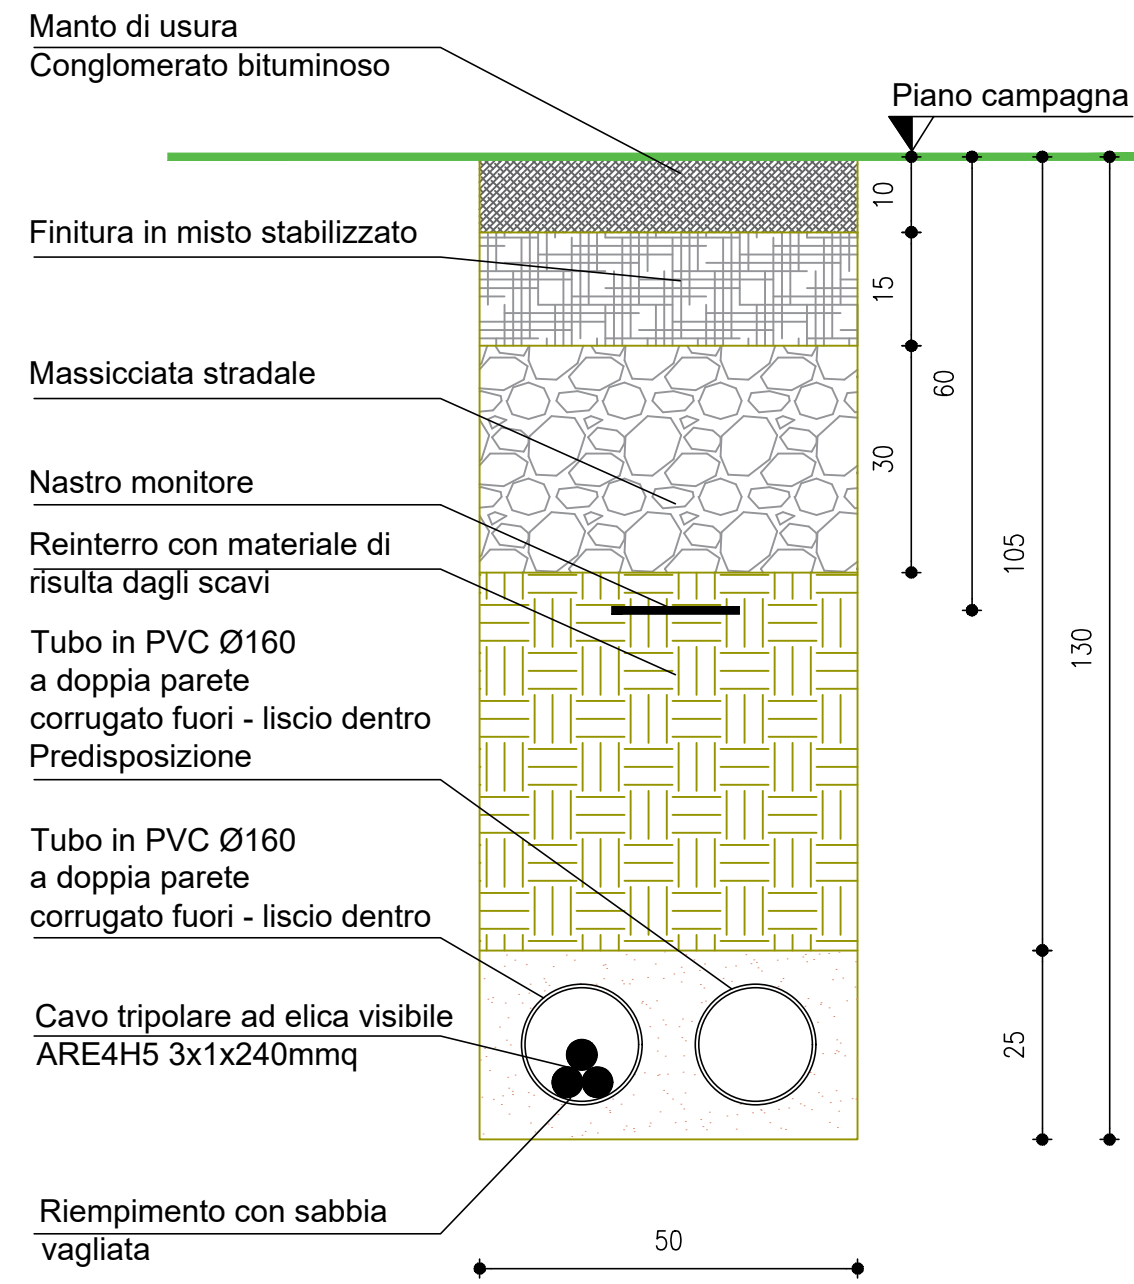 Manto di usura
Conglomerato bituminoso
Piano campagna
10
Finitura in misto stabilizzato
15
Massicciata stradale
60
30
Nastro monitore
Reinterro con materiale di
risulta dagli scavi
105
130
Tubo in PVC Ø160
a doppia parete
corrugato fuori - liscio dentro
Predisposizione
Tubo in PVC Ø160
a doppia parete
corrugato fuori - liscio dentro
Cavo tripolare ad elica visibile
ARE4H5 3x1x240mmq
25
Riempimento con sabbia
vagliata
50